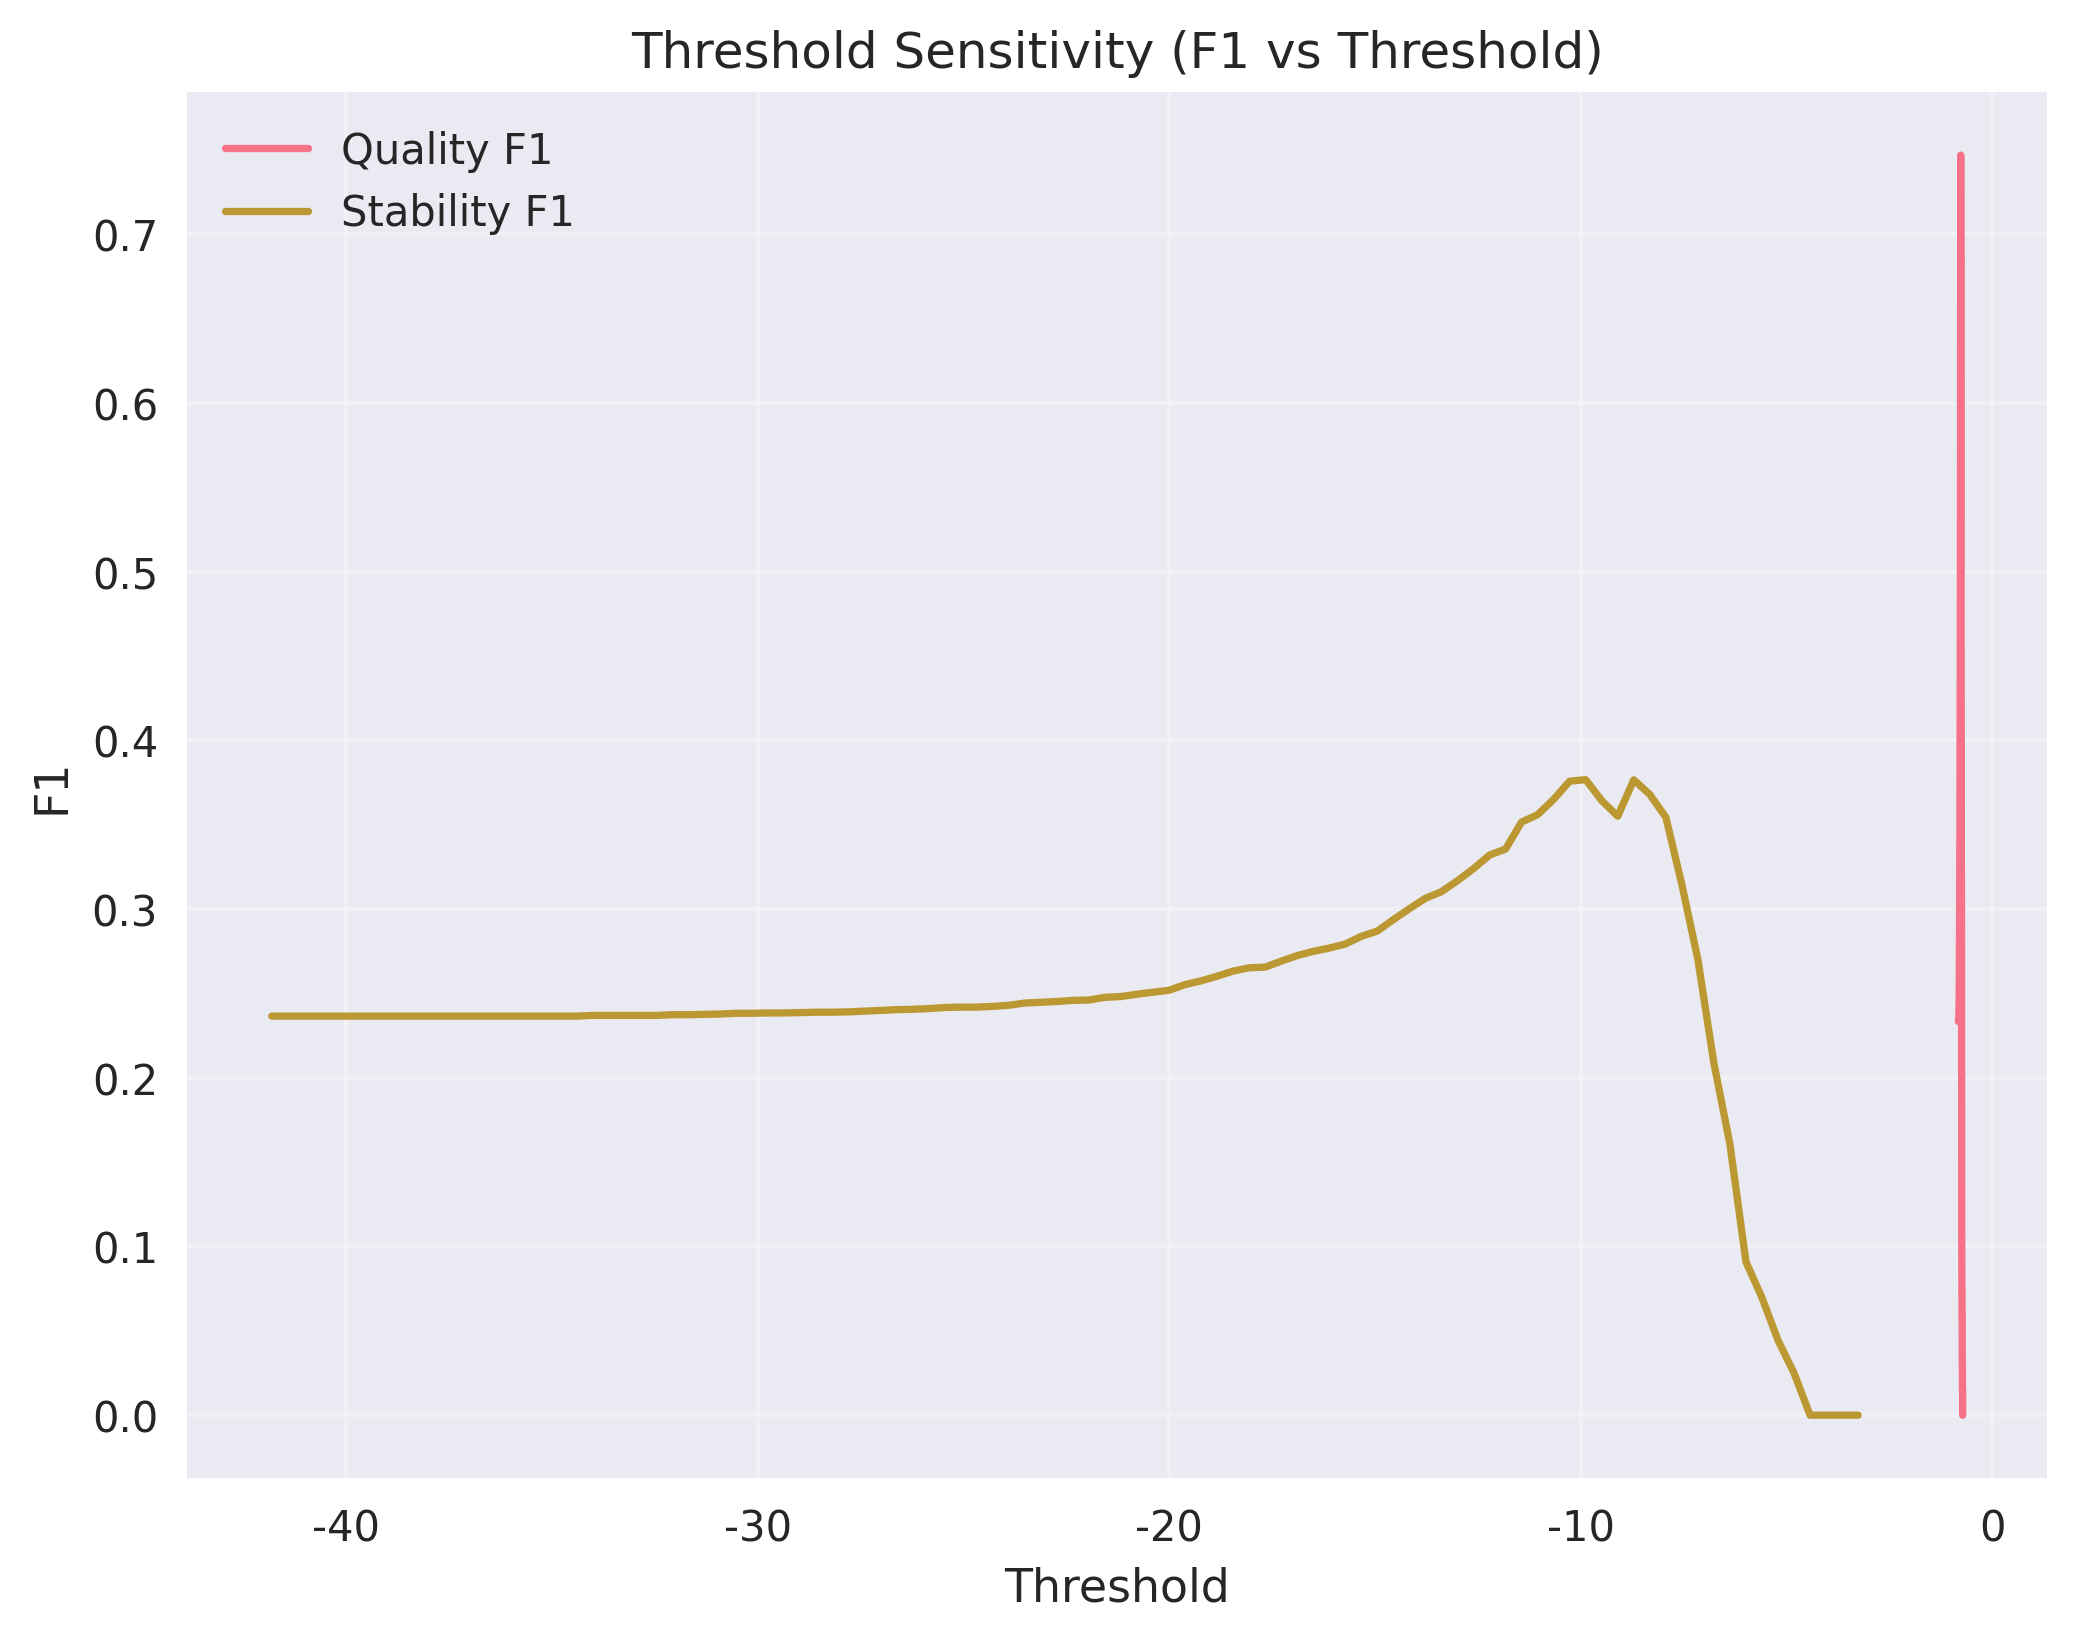 Threshold Sensitivity (F1 vs Threshold)
Quality F1
Stability F1
0.7
0.6
0.5
0.4
0.3
0.2
0.1
0.0
F1
-40 -30 -20 -10 0
Threshold